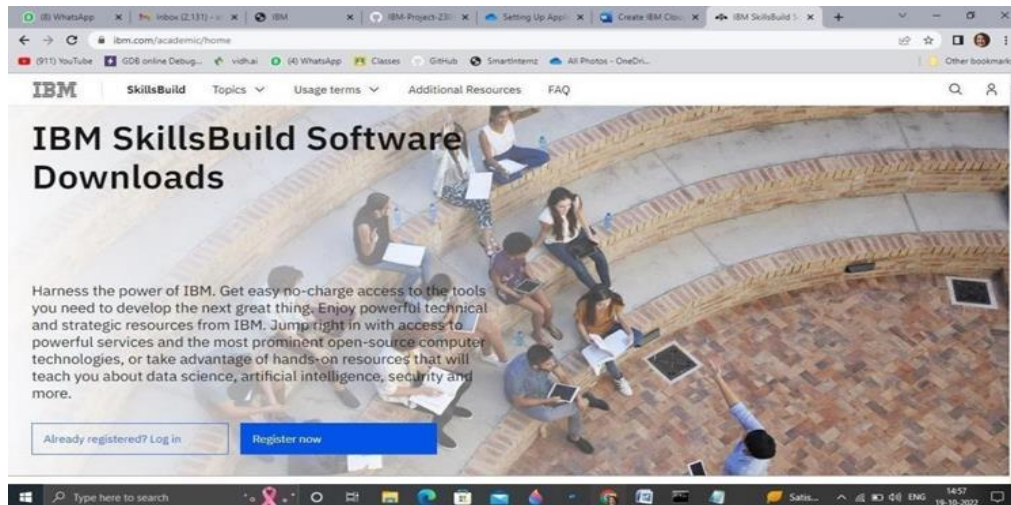 (8) WhatsApp
Inbox (2,131) -
IBM
IBM-Project-230
Setting Up Appli
Create IBM Clou
IBM SkillsBuild S
ibm.com/academic/home
(911) YouTube
GDB online Debug...
vidhai
(4) WhatsApp
Classes
GitHub
SmartInternz
All Photos - OneDri...
Other bookmark
IBM
SkillsBuild
Topics
Usage terms
Additional Resources
FAQ
IBM SkillsBuild Software
Downloads
Harness the power of IBM. Get easy no-charge access to the tools
you need to develop the next great thing. Enjoy powerful technical
and strategic resources from IBM. Jump right in with access to
powerful services and the most prominent open-source computer
technologies, or take advantage of hands-on resources that will
teach you about data science, artificial intelligence, security and
more.
Already registered? Log in
Register now
Type here to search
Satis...
ENG
14:57
19-10-2022